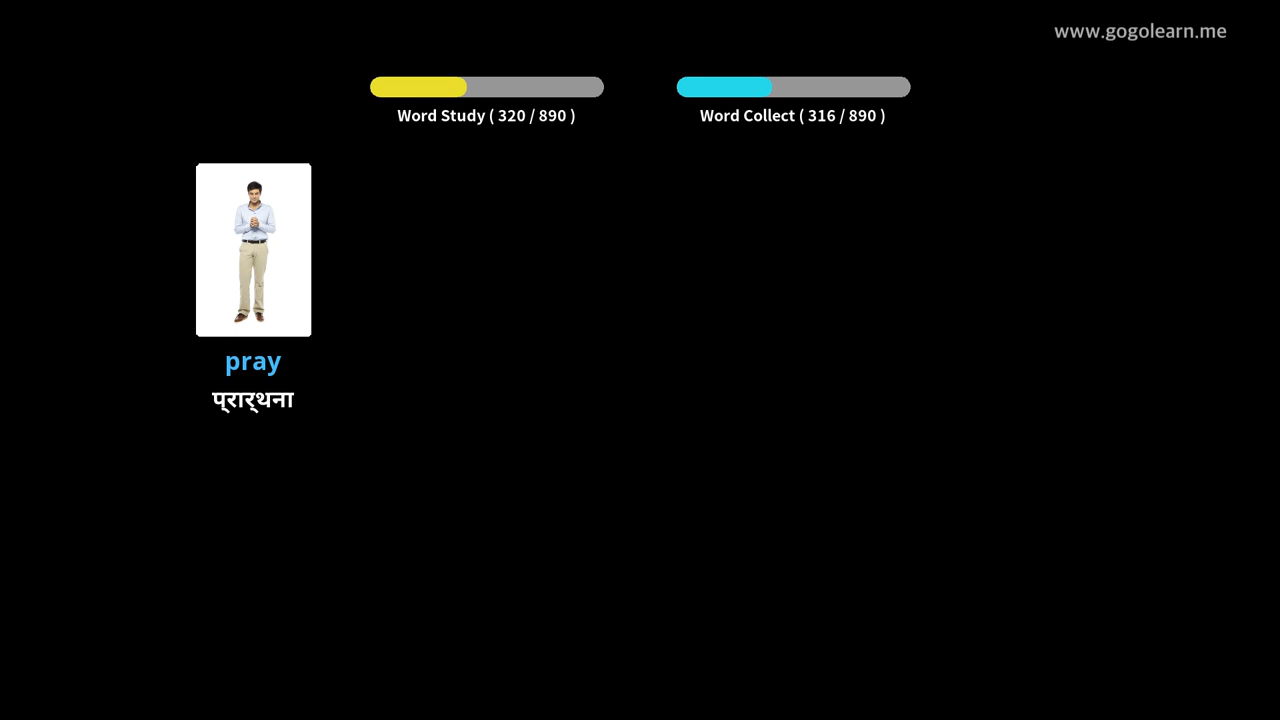 www.gogolearn.me
Word Study ( 320 / 890 )
Word Collect ( 316 / 890 )
pray
प्रार्थना